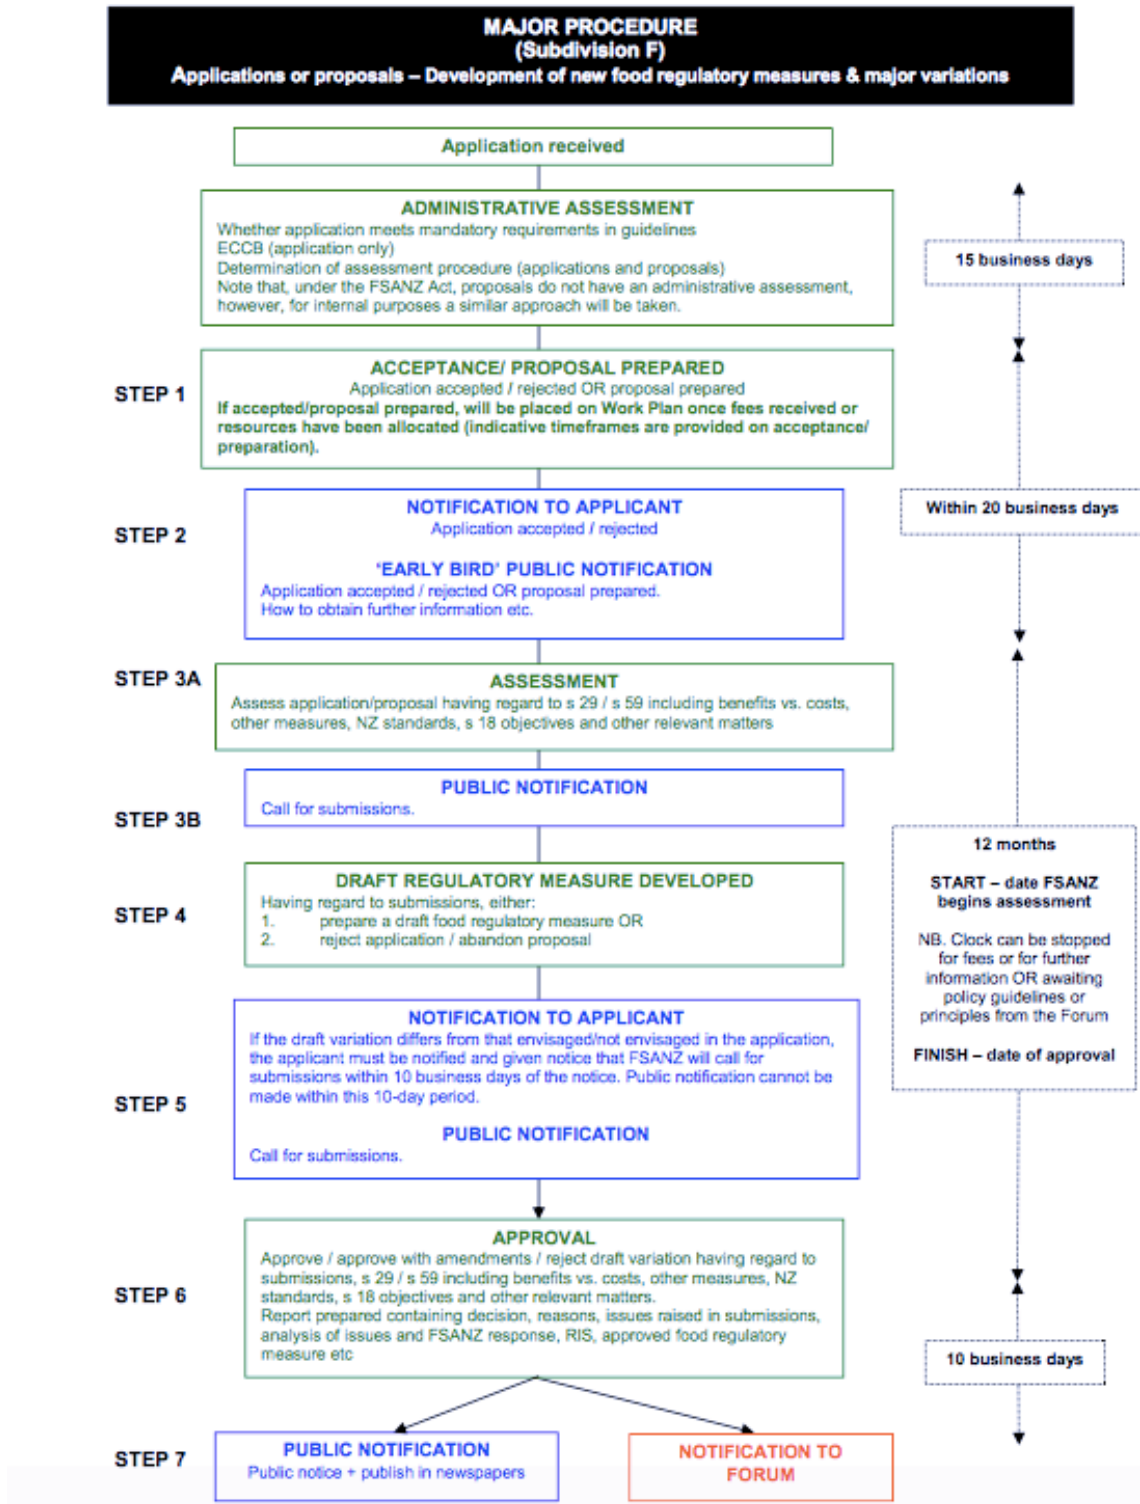 MAJOR PROCEDURE
(Subdivision F)
Applications or proposals – Development of new food regulatory measures & major variations
Application received
ADMINISTRATIVE ASSESSMENT
Whether application meets mandatory requirements in guidelines
ECCB (application only)
Determination of assessment procedure (applications and proposals)
Note that, under the FSANZ Act, proposals do not have an administrative assessment,
however, for internal purposes a similar approach will be taken.
15 business days
STEP 1
ACCEPTANCE/ PROPOSAL PREPARED
Application accepted / rejected OR proposal prepared
If accepted/proposal prepared, will be placed on Work Plan once fees received or
resources have been allocated (indicative timeframes are provided on acceptance/
preparation).
Within 20 business days
STEP 2
NOTIFICATION TO APPLICANT
Application accepted / rejected
'EARLY BIRD' PUBLIC NOTIFICATION
Application accepted / rejected OR proposal prepared.
How to obtain further information etc.
STEP 3A
ASSESSMENT
Assess application/proposal having regard to s 29 / s 59 including benefits vs. costs,
other measures, NZ standards, s 18 objectives and other relevant matters
STEP 3B
PUBLIC NOTIFICATION
Call for submissions.
STEP 4
DRAFT REGULATORY MEASURE DEVELOPED
Having regard to submissions, either:
1. prepare a draft food regulatory measure OR
2. reject application / abandon proposal
12 months
START – date FSANZ
begins assessment
NB. Clock can be stopped
for fees or for further
information OR awaiting
policy guidelines or
principles from the Forum
FINISH – date of approval
STEP 5
NOTIFICATION TO APPLICANT
If the draft variation differs from that envisaged/not envisaged in the application,
the applicant must be notified and given notice that FSANZ will call for
submissions within 10 business days of the notice. Public notification cannot be
made within this 10-day period.
PUBLIC NOTIFICATION
Call for submissions.
STEP 6
APPROVAL
Approve / approve with amendments / reject draft variation having regard to
submissions, s 29 / s 59 including benefits vs. costs, other measures, NZ
standards, s 18 objectives and other relevant matters.
Report prepared containing decision, reasons, issues raised in submissions,
analysis of issues and FSANZ response, RIS, approved food regulatory
measure etc
10 business days
STEP 7
PUBLIC NOTIFICATION
Public notice + publish in newspapers
NOTIFICATION TO
FORUM